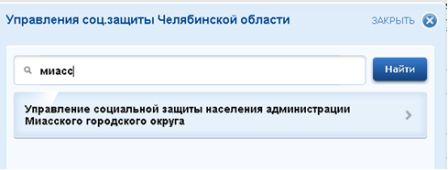 Управления соц.защиты Челябинской области
ЗАКРЫТЬ
миасс
Найти
Управление социальной защиты населения администрации
Миасского городского округа